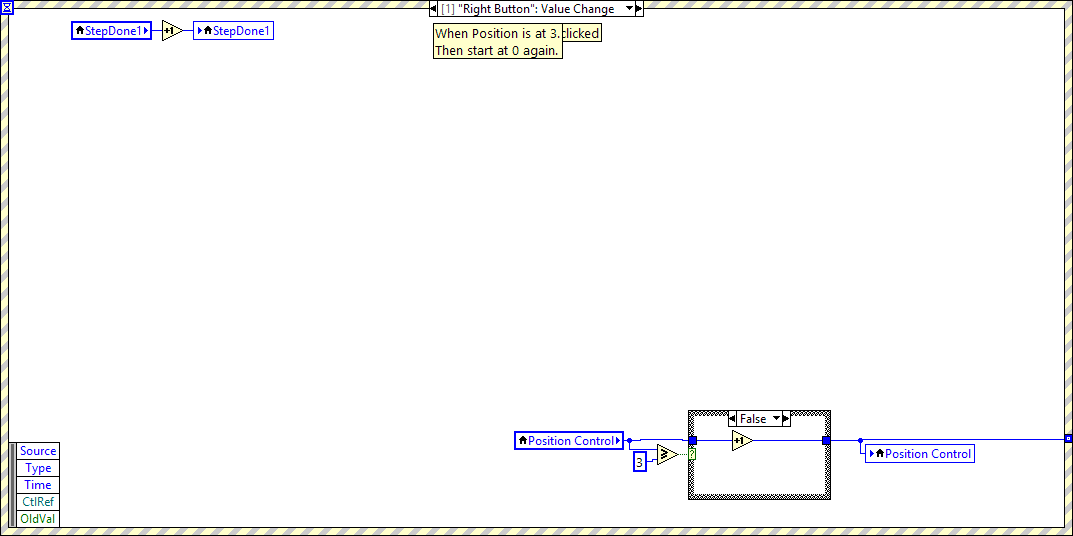 [1] "Right Button": Value Change
StepDone1
+1
StepDone1
When Position is at 3. clicked
Then start at 0 again.
False
Position Control
+1
3
≥
?
Position Control
Source
Type
Time
CtlRef
OldVal